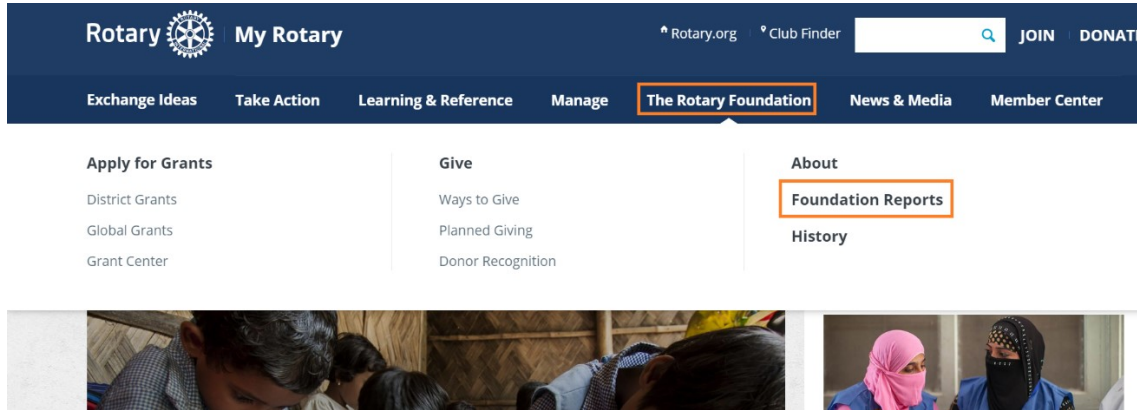 Rotary My Rotary Rotary.org Club Finder JOIN DONAT
Exchange Ideas Take Action Learning & Reference Manage The Rotary Foundation News & Media Member Center
Apply for Grants
District Grants
Global Grants
Grant Center
Give
Ways to Give
Planned Giving
Donor Recognition
About
Foundation Reports
History